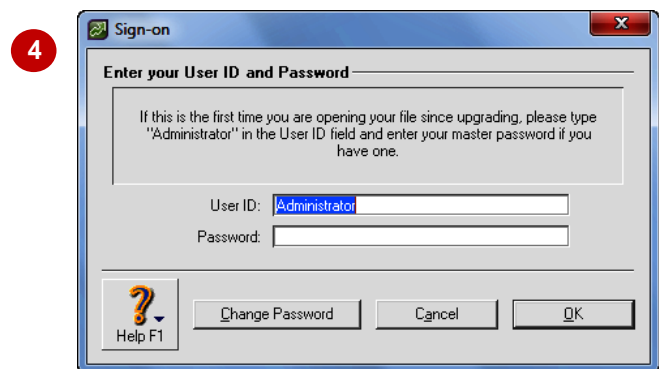 4
Sign-on
x
Enter your User ID and Password
If this is the first time you are opening your file since upgrading, please type
"Administrator" in the User ID field and enter your master password if you
have one.
User ID: Administrator
Password:
Help F1
Change Password
Cancel
OK